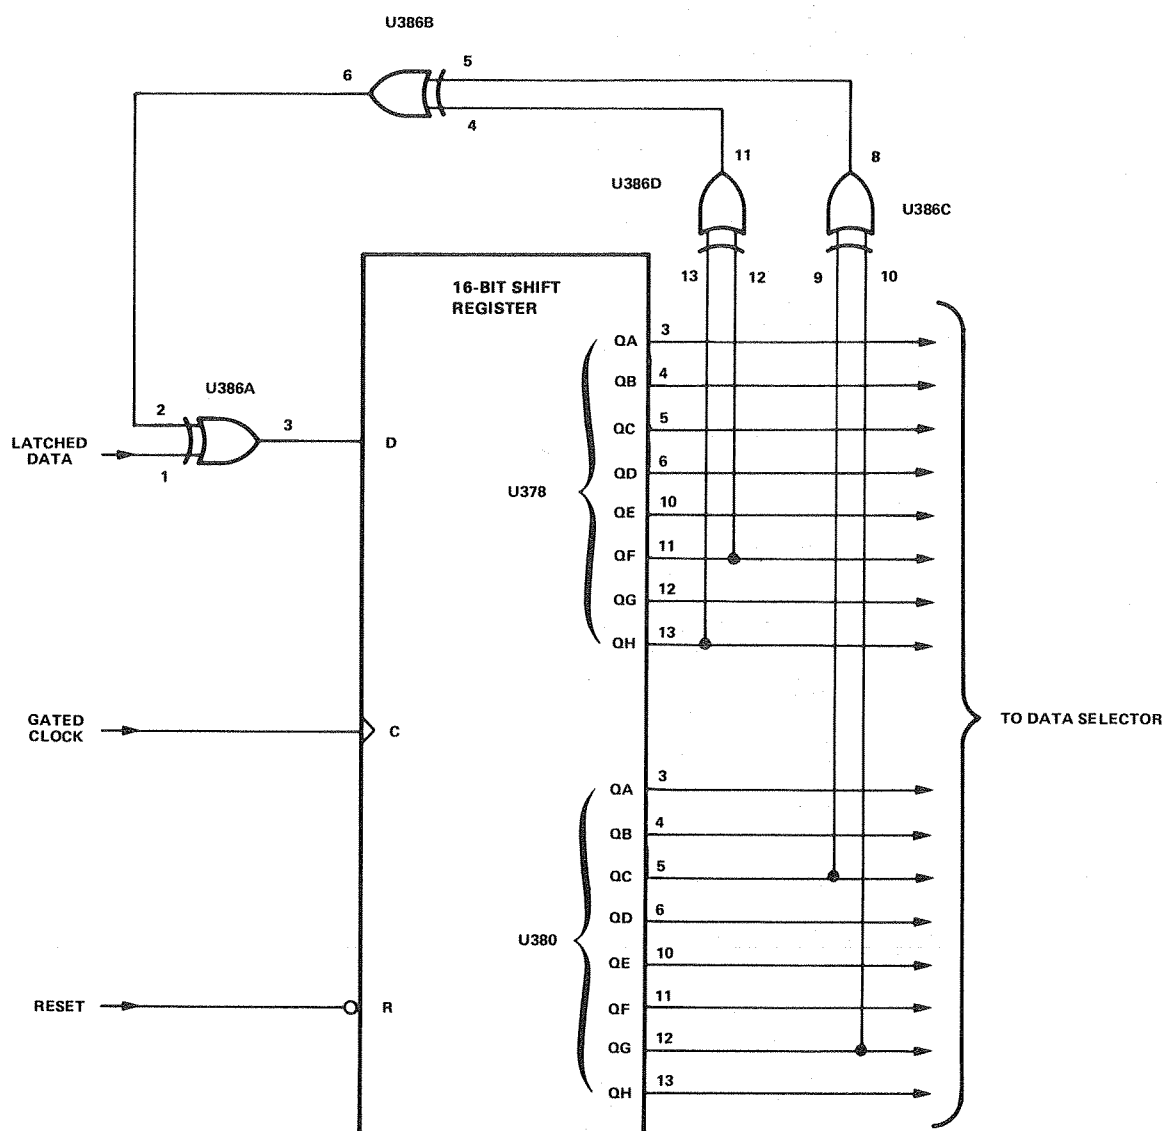 U386B
6
5
4
11
8
U386D
U386C
13
12
9
10
16-BIT SHIFT
REGISTER
QA 3
QB 4
U386A
2
3
LATCHED
DATA
1
D
QC 5
QD 6
U378
QE 10
QF 11
QG 12
QH 13
GATED
CLOCK
C
TO DATA SELECTOR
QA 3
QB 4
QC 5
QD 6
U380
QE 10
RESET
R
QF 11
QG 12
QH 13